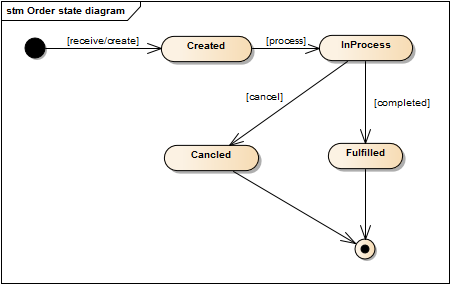 stm Order state diagram
[receive/create]
Created
[process]
InProcess
[cancel]
[completed]
Cancled
Fulfilled